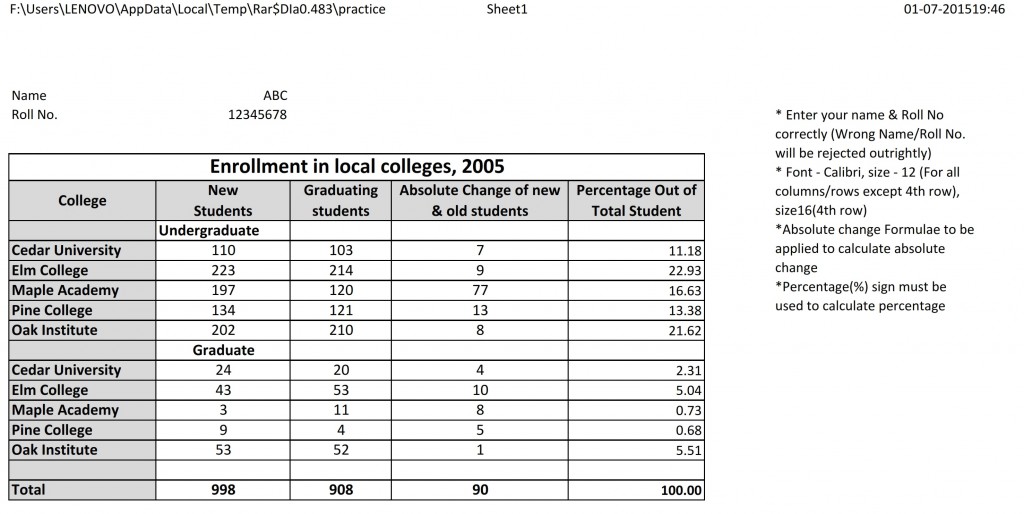 F:\Users\LENOVO\AppData\Local\Temp\Rar$DIa0.483\practice Sheet1 01-07-201519:46
Name ABC
Roll No. 12345678
* Enter your name & Roll No
correctly (Wrong Name/Roll No.
will be rejected outrightly)
* Font - Calibri, size - 12 (For all
columns/rows except 4th row),
size16(4th row)
*Absolute change Formulae to be
applied to calculate absolute
change
*Percentage(%) sign must be
used to calculate percentage
Enrollment in local colleges, 2005
College New Students Graduating students Absolute Change of new & old students Percentage Out of Total Student
Undergraduate
Cedar University 110 103 7 11.18
Elm College 223 214 9 22.93
Maple Academy 197 120 77 16.63
Pine College 134 121 13 13.38
Oak Institute 202 210 8 21.62
Graduate
Cedar University 24 20 4 2.31
Elm College 43 53 10 5.04
Maple Academy 3 11 8 0.73
Pine College 9 4 5 0.68
Oak Institute 53 52 1 5.51
Total 998 908 90 100.00